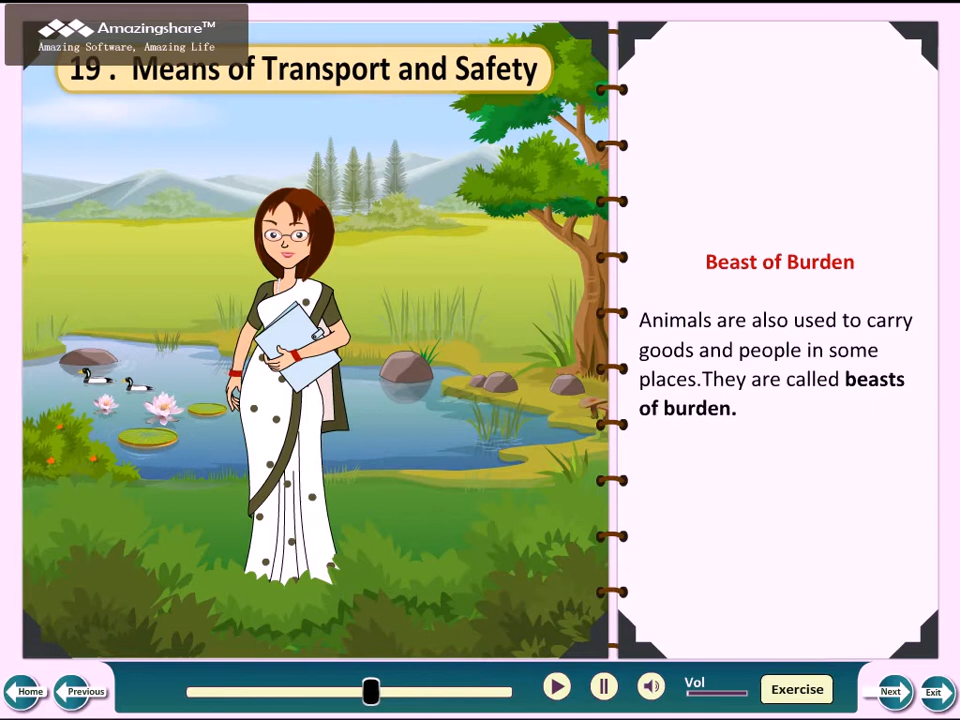 Amazingshare™
Amazing Software, Amazing Life
19 . Means of Transport and Safety
Beast of Burden
Animals are also used to carry
goods and people in some
places.They are called beasts
of burden.
Home
Previous
Vol
Exercise
Next
Exit